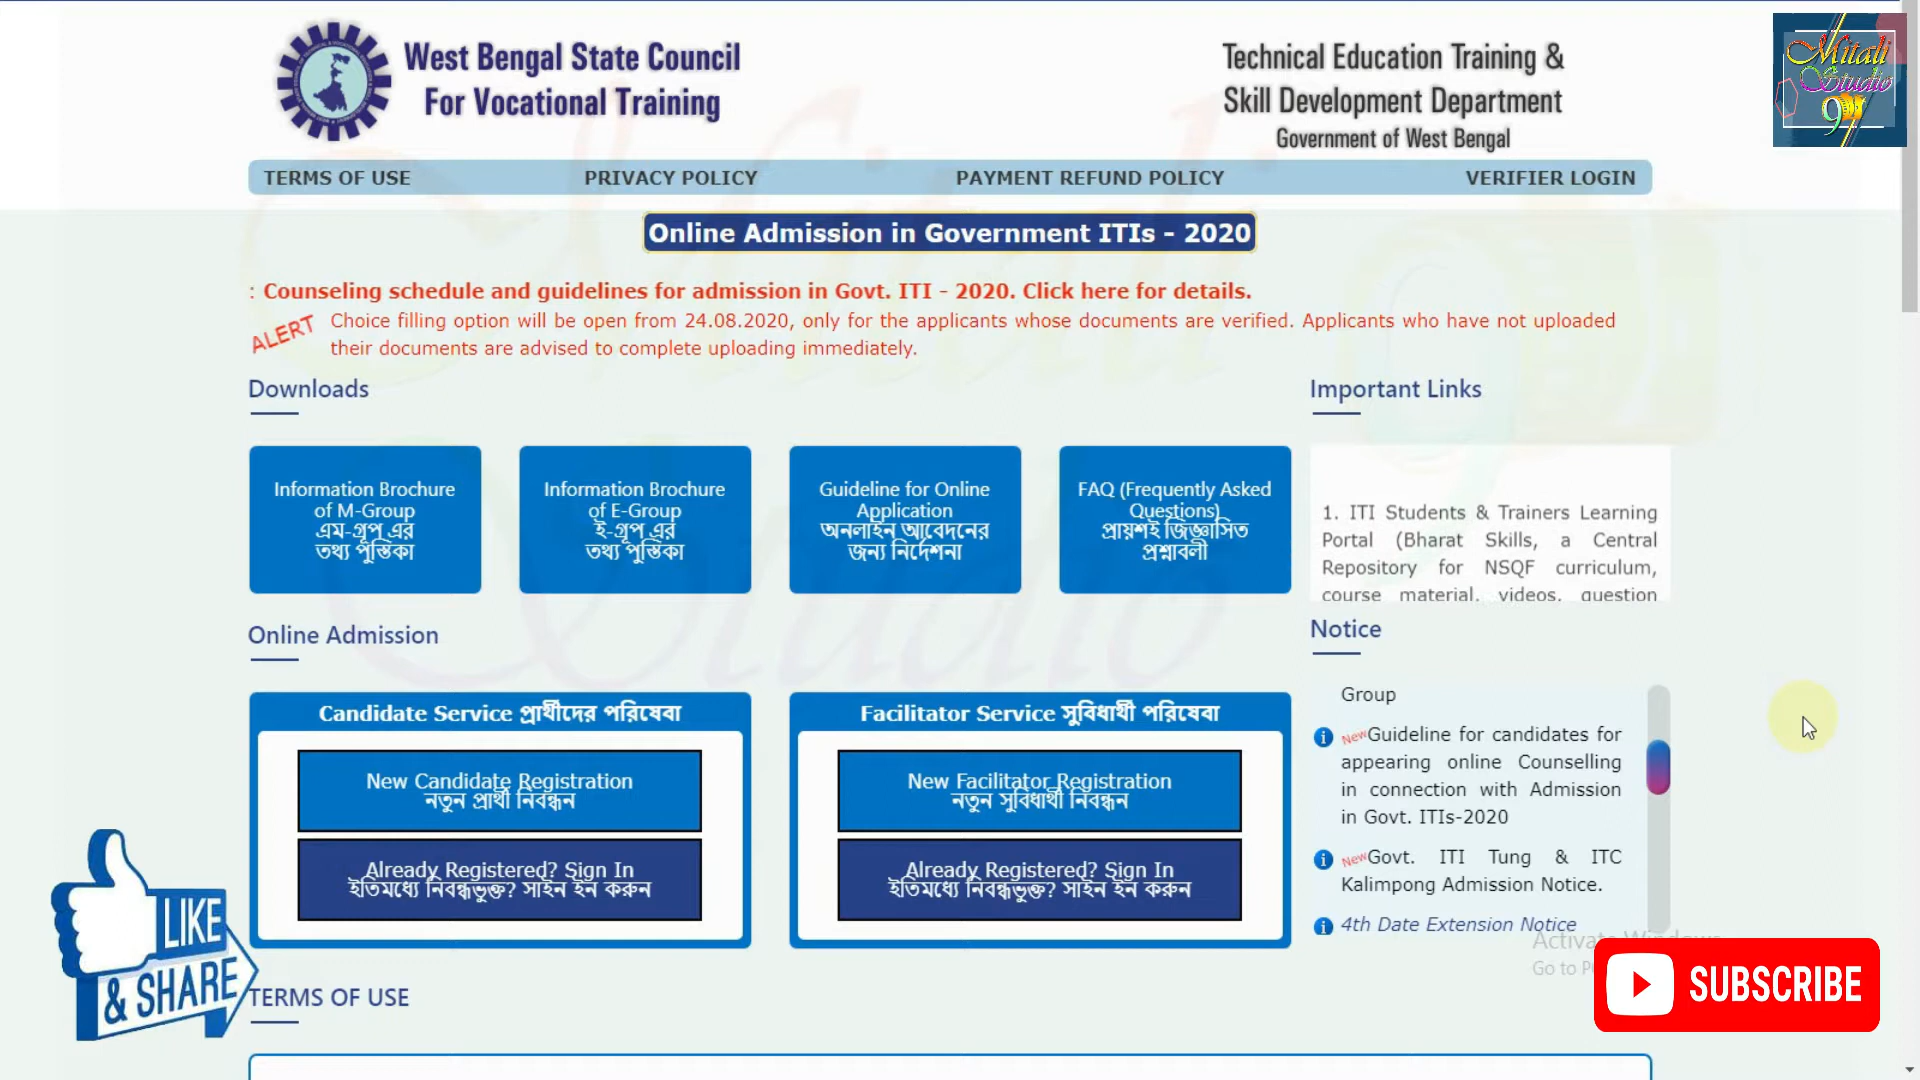 West Bengal State Council
For Vocational Training
Technical Education Training &
Skill Development Department
Government of West Bengal
Mitali
Studio
TERMS OF USE
PRIVACY POLICY
PAYMENT REFUND POLICY
VERIFIER LOGIN
Online Admission in Government ITIs - 2020
: Counseling schedule and guidelines for admission in Govt. ITI - 2020. Click here for details.
ALERT
Choice filling option will be open from 24.08.2020, only for the applicants whose documents are verified. Applicants who have not uploaded
their documents are advised to complete uploading immediately.
Downloads
Information Brochure
of M-Group
এম-গ্রূপ এর
তথ্য পুস্তিকা
Information Brochure
of E-Group
ই-গ্রূপ এর
তথ্য পুস্তিকা
Guideline for Online
Application
অনলাইন আবেদনের
জন্য নির্দেশনা
FAQ (Frequently Asked
Questions)
প্রায়শই জিজ্ঞাসিত
প্রশ্নাবলী
Important Links
1. ITI Students & Trainers Learning
Portal (Bharat Skills, a Central
Repository for NSQF curriculum,
course material, videos, question
Online Admission
Candidate Service প্রার্থীদের পরিষেবা
New Candidate Registration
নতুন প্রার্থী নিবন্ধন
Already Registered? Sign In
ইতিমধ্যে নিবন্ধভুক্ত? সাইন ইন করুন
Facilitator Service সুবিধার্থী পরিষেবা
New Facilitator Registration
নতুন সুবিধার্থী নিবন্ধন
Already Registered? Sign In
ইতিমধ্যে নিবন্ধভুক্ত? সাইন ইন করুন
Notice
Group
New Guideline for candidates for
appearing online Counselling
in connection with Admission
in Govt. ITIs-2020
New Govt. ITI Tung & ITC
Kalimpong Admission Notice.
4th Date Extension Notice
Activate Windows
Go to
LIKE
& SHARE
SUBSCRIBE
TERMS OF USE